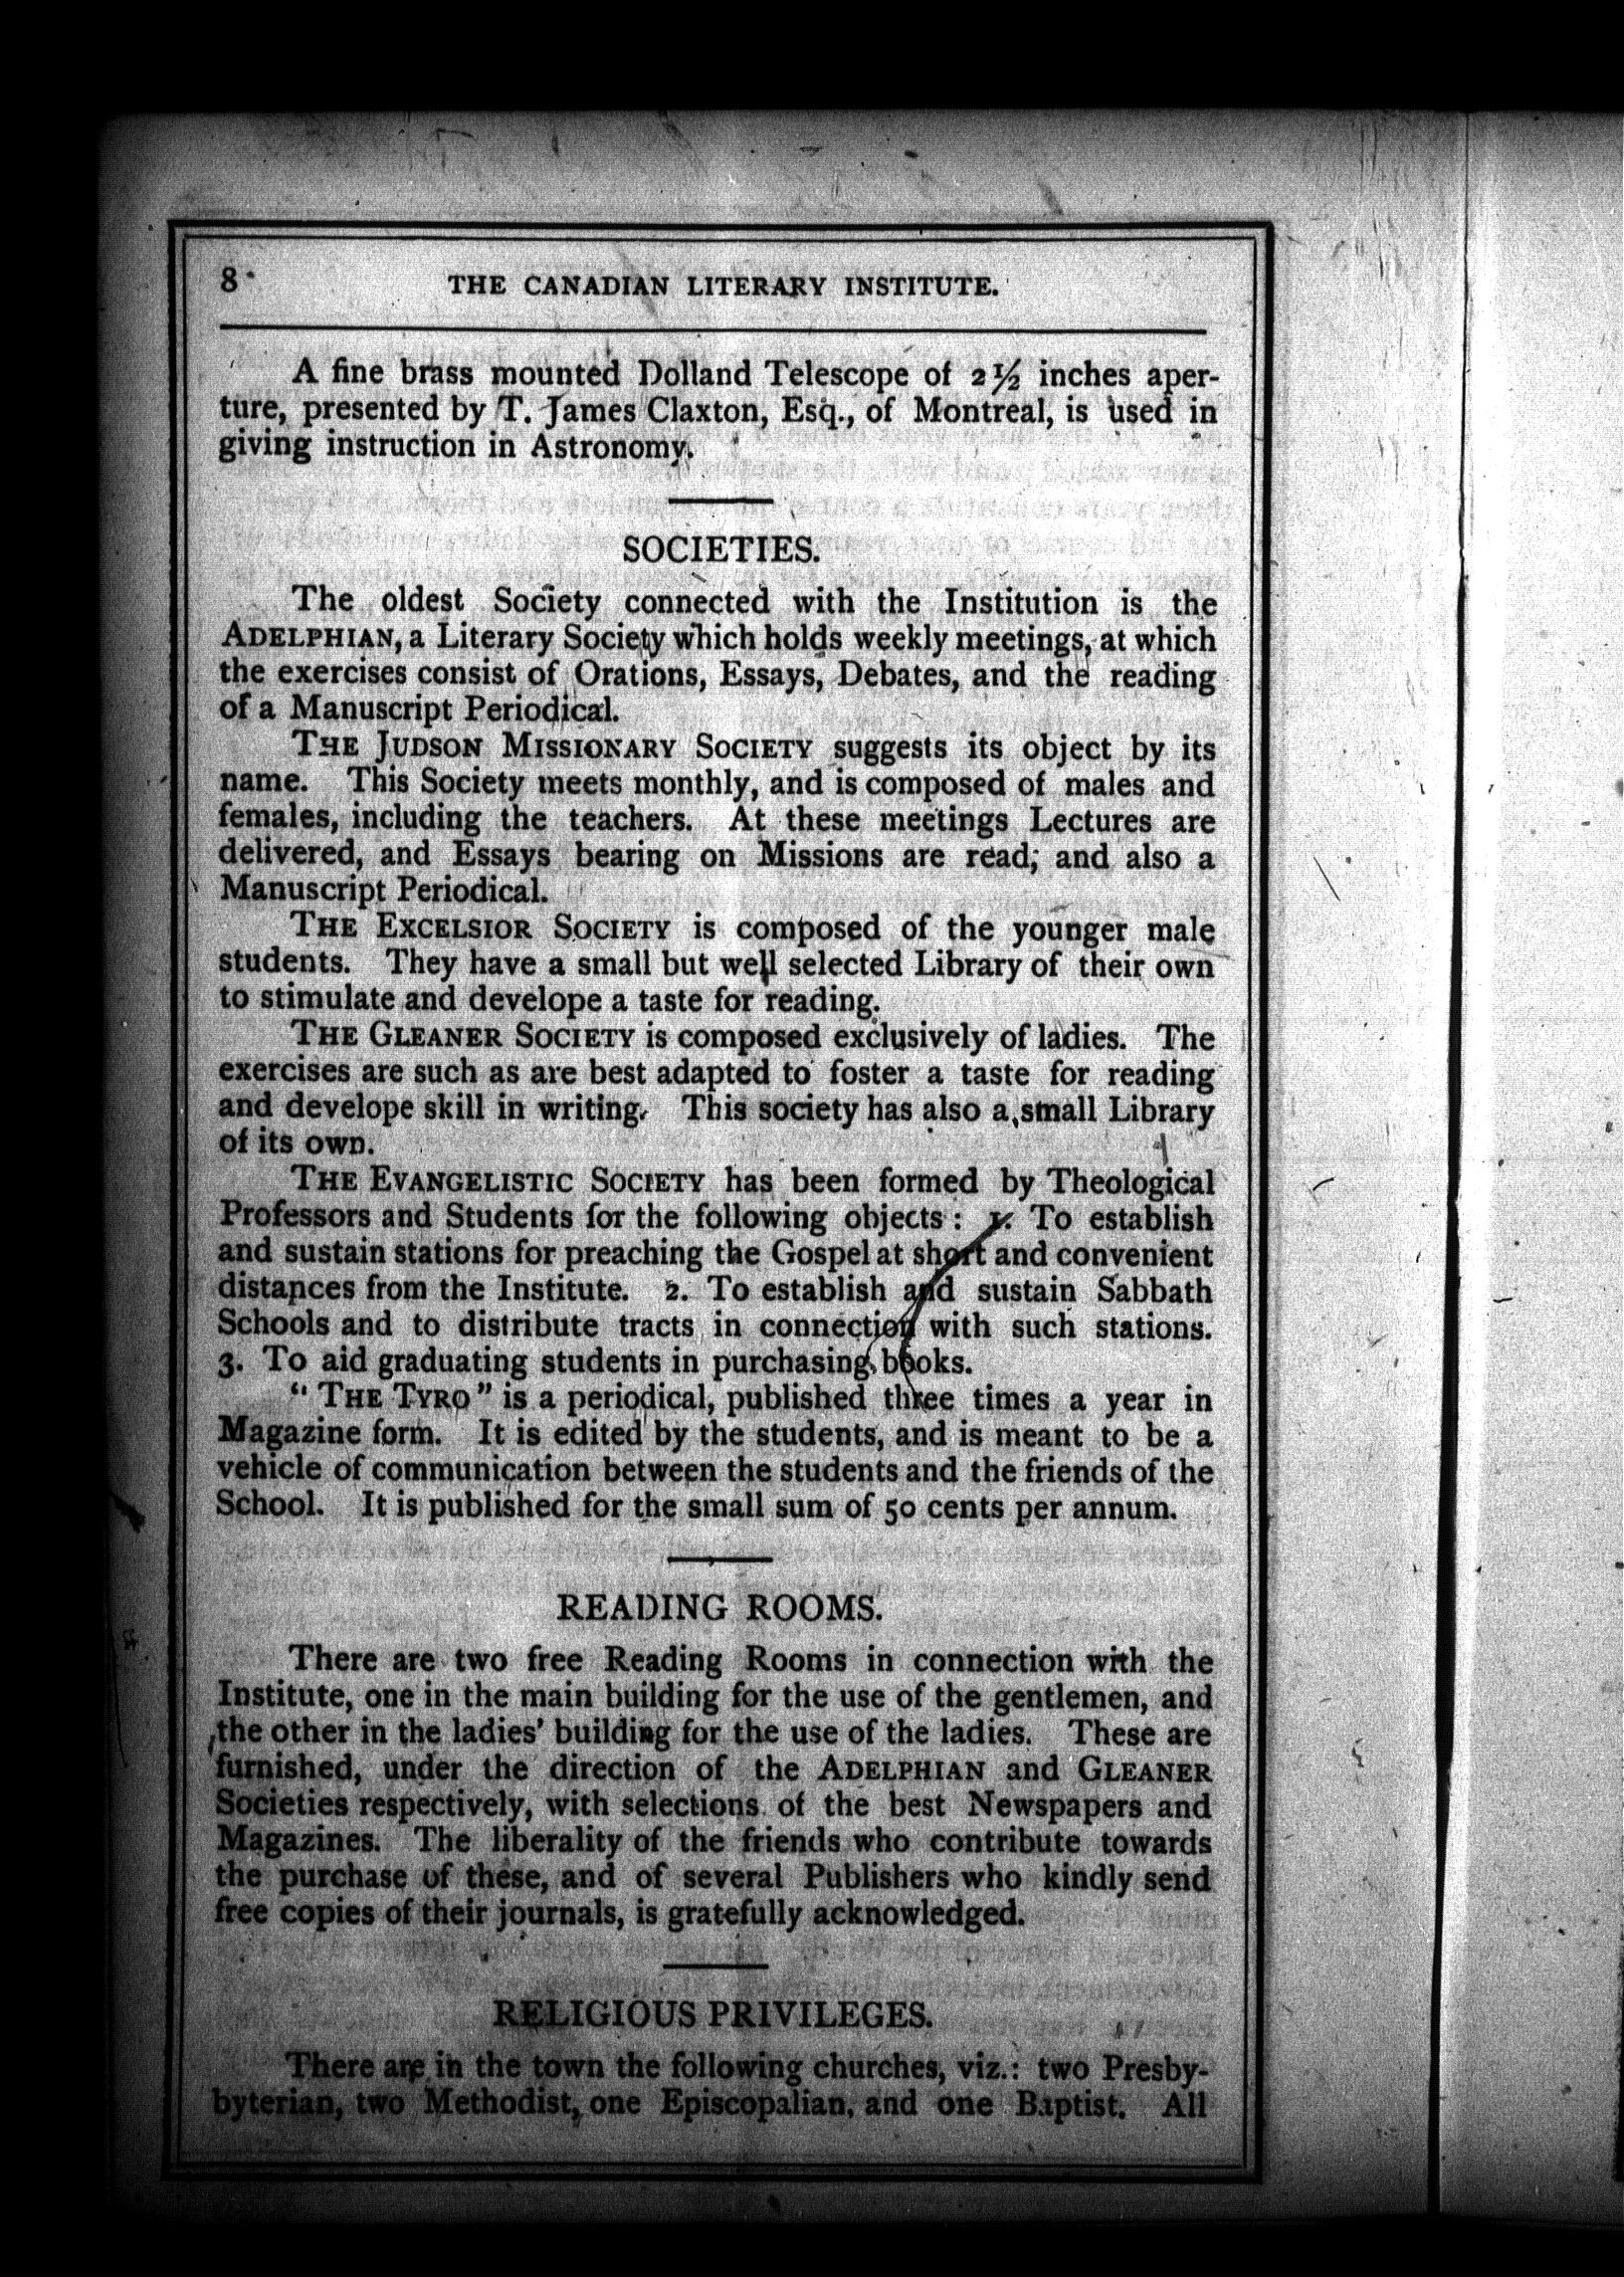 8 THE CANADIAN LITERARY INSTITUTE.
A fine brass mounted Dolland Telescope of 2½ inches aper-
ture, presented by T. James Claxton, Esq., of Montreal, is used in
giving instruction in Astronomy.
SOCIETIES.
The oldest Society connected with the Institution is the
ADELPHIAN, a Literary Society which holds weekly meetings, at which
the exercises consist of Orations, Essays, Debates, and the reading
of a Manuscript Periodical.
THE JUDSON MISSIONARY SOCIETY suggests its object by its
name. This Society meets monthly, and is composed of males and
females, including the teachers. At these meetings Lectures are
delivered, and Essays bearing on Missions are read; and also a
Manuscript Periodical.
THE EXCELSIOR SOCIETY is composed of the younger male
students. They have a small but well selected Library of their own
to stimulate and develope a taste for reading.
THE GLEANER SOCIETY is composed exclusively of ladies. The
exercises are such as are best adapted to foster a taste for reading
and develope skill in writing. This society has also a small Library
of its own.
THE EVANGELISTIC SOCIETY has been formed by Theological
Professors and Students for the following objects: 1. To establish
and sustain stations for preaching the Gospel at short and convenient
distances from the Institute. 2. To establish and sustain Sabbath
Schools and to distribute tracts in connection with such stations.
3. To aid graduating students in purchasing books.
"THE TYRO" is a periodical, published three times a year in
Magazine form. It is edited by the students, and is meant to be a
vehicle of communication between the students and the friends of the
School. It is published for the small sum of 50 cents per annum.
READING ROOMS.
There are two free Reading Rooms in connection with the
Institute, one in the main building for the use of the gentlemen, and
the other in the ladies' building for the use of the ladies. These are
furnished, under the direction of the ADELPHIAN and GLEANER
Societies respectively, with selections of the best Newspapers and
Magazines. The liberality of the friends who contribute towards
the purchase of these, and of several Publishers who kindly send
free copies of their journals, is gratefully acknowledged.
RELIGIOUS PRIVILEGES.
There are in the town the following churches, viz.: two Presby-
byterian, two Methodist, one Episcopalian, and one Baptist. All